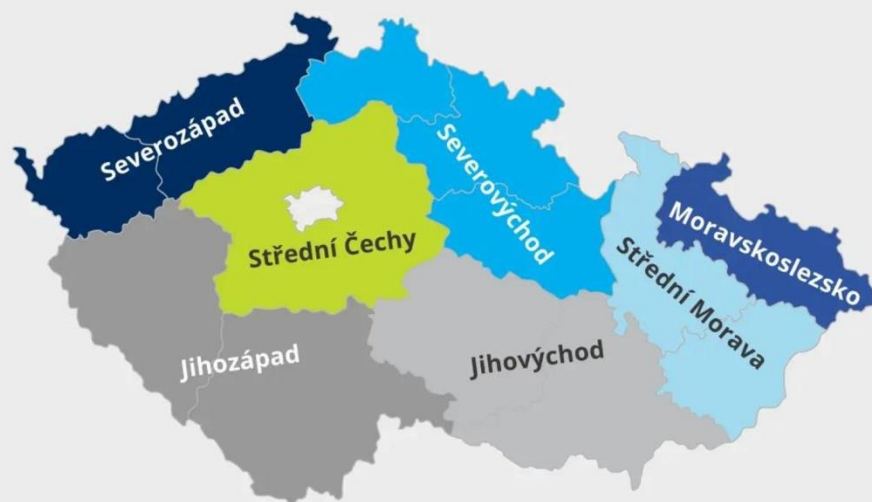 Severozápad
Severovýchod
Střední Čechy
Moravskoslezsko
Střední Morava
Jihozápad
Jihovýchod